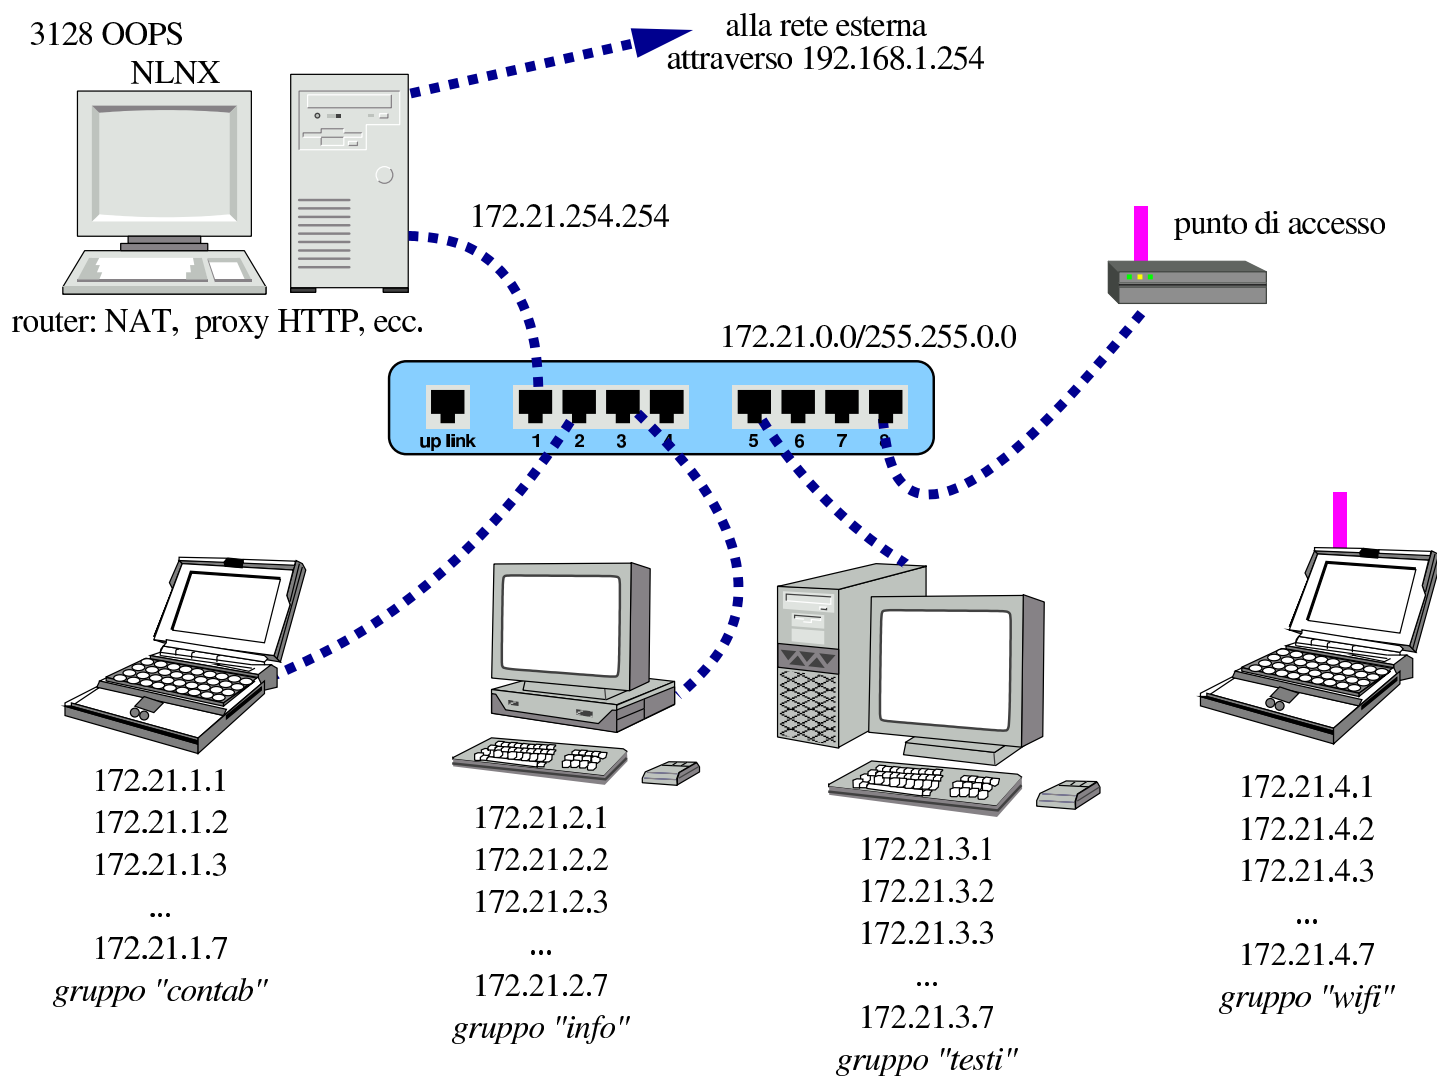 3128 OOPS
NLNX
alla rete esterna
attraverso 192.168.1.254
172.21.254.254
punto di accesso
router: NAT,  proxy HTTP, ecc.
172.21.0.0/255.255.0.0
up link
1
2
3
4
5
6
7
8
172.21.1.1
172.21.1.2
172.21.1.3
...
172.21.1.7
gruppo "contab"
172.21.2.1
172.21.2.2
172.21.2.3
...
172.21.2.7
gruppo "info"
172.21.3.1
172.21.3.2
172.21.3.3
...
172.21.3.7
gruppo "testi"
172.21.4.1
172.21.4.2
172.21.4.3
...
172.21.4.7
gruppo "wifi"